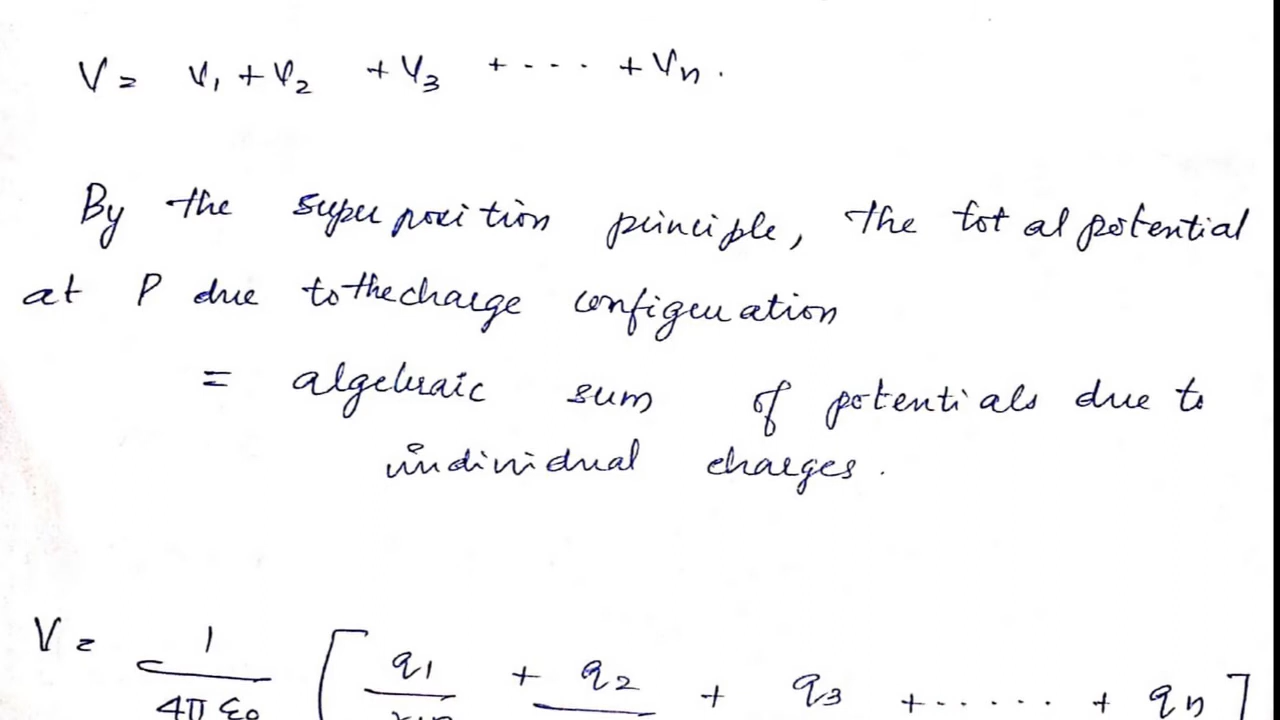 V = V₁ + V₂ + V₃ + .... + Vn.
By the superposition principle, the total potential
at P due to the charge configuration
= algebraic sum of potentials due to
individual charges.
V = 1/4π ε₀ [ q₁/ + q₂/ + q₃ + ...... + qn ]